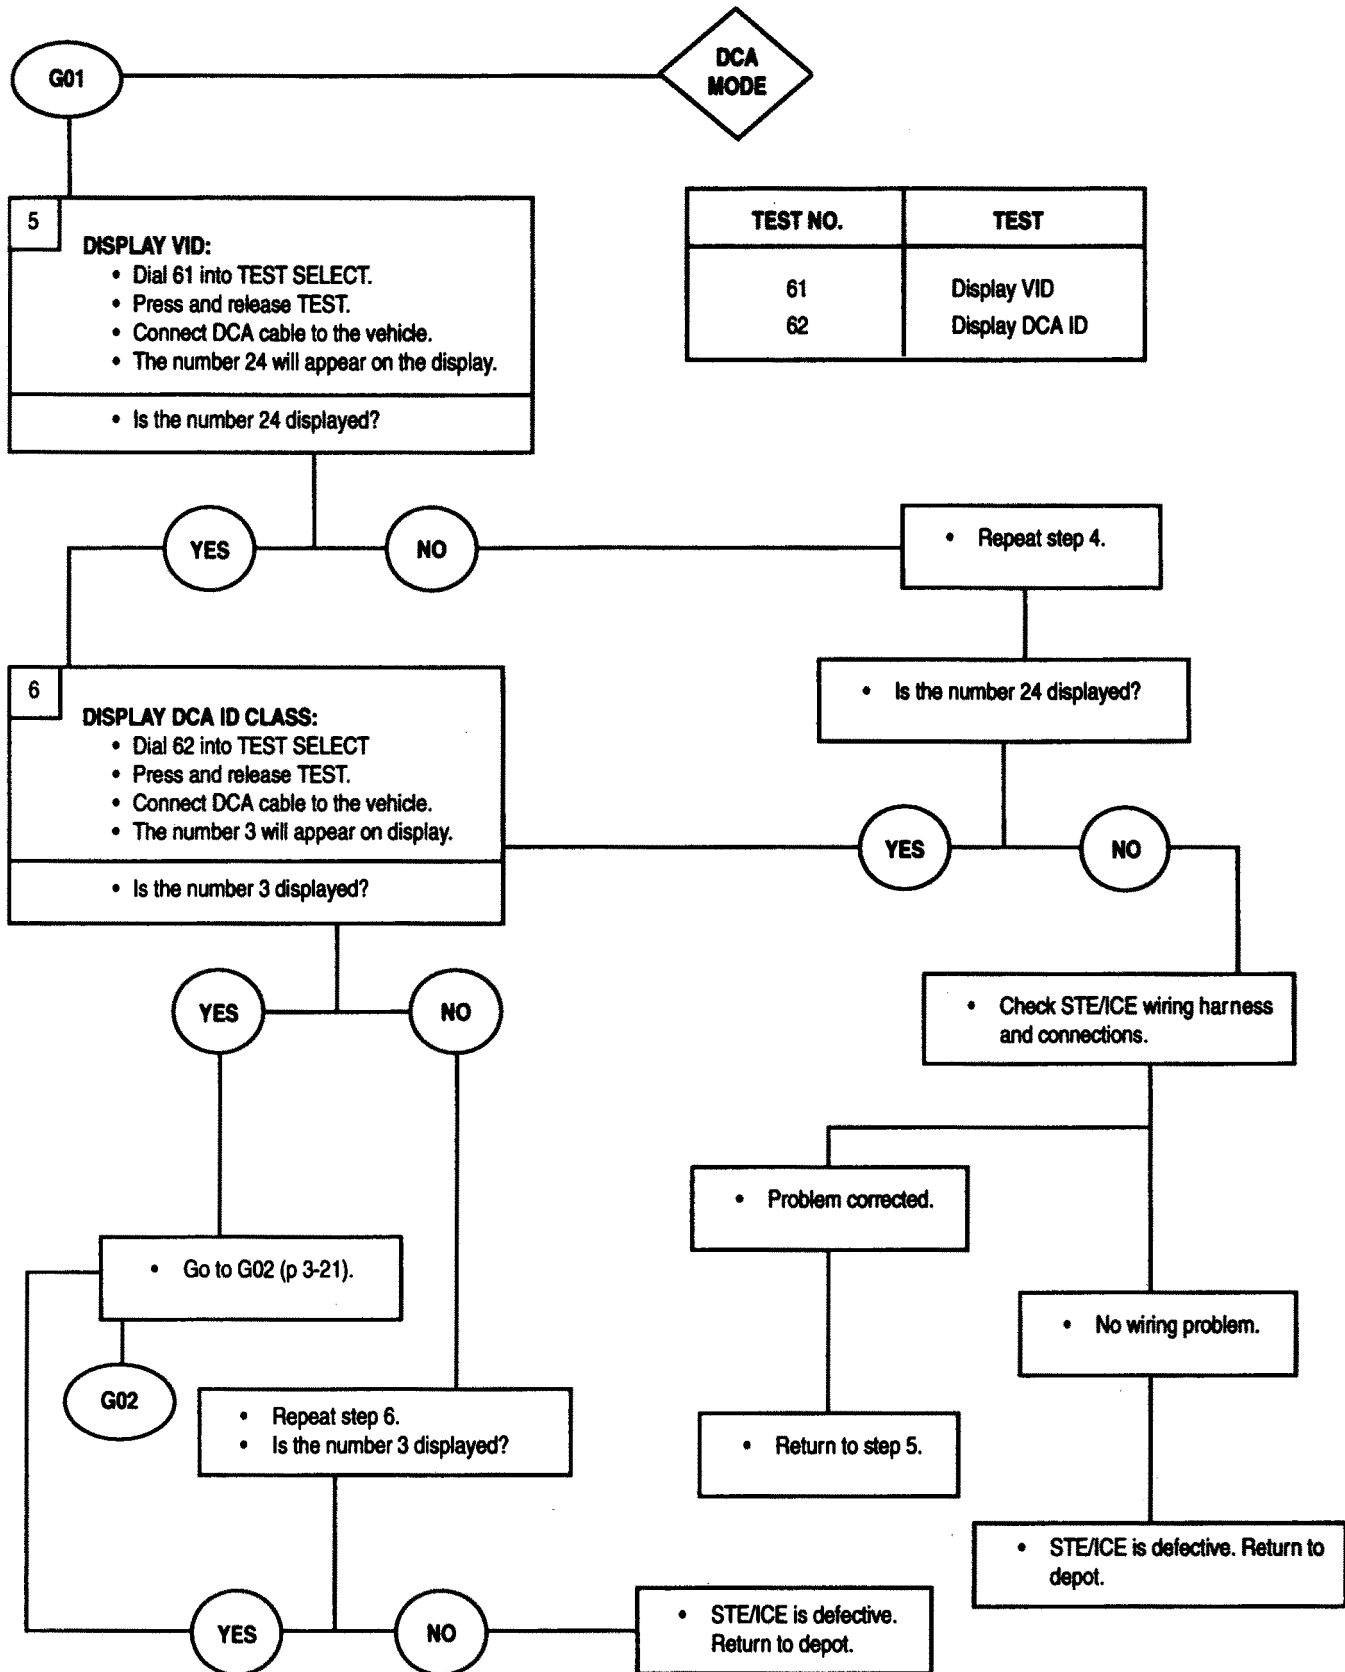 G01
DCA
MODE
5
DISPLAY VID:
• Dial 61 into TEST SELECT.
• Press and release TEST.
• Connect DCA cable to the vehicle.
• The number 24 will appear on the display.
• Is the number 24 displayed?
TEST NO. TEST
61 Display VID
62 Display DCA ID
YES
NO
• Repeat step 4.
• Is the number 24 displayed?
6
DISPLAY DCA ID CLASS:
• Dial 62 into TEST SELECT
• Press and release TEST.
• Connect DCA cable to the vehicle.
• The number 3 will appear on display.
• Is the number 3 displayed?
YES
NO
YES
NO
• Check STE/ICE wiring harness
and connections.
• Problem corrected.
• Go to G02 (p 3-21).
• No wiring problem.
G02
• Repeat step 6.
• Is the number 3 displayed?
• Return to step 5.
• STE/ICE is defective. Return to
depot.
YES
NO
• STE/ICE is defective.
Return to depot.